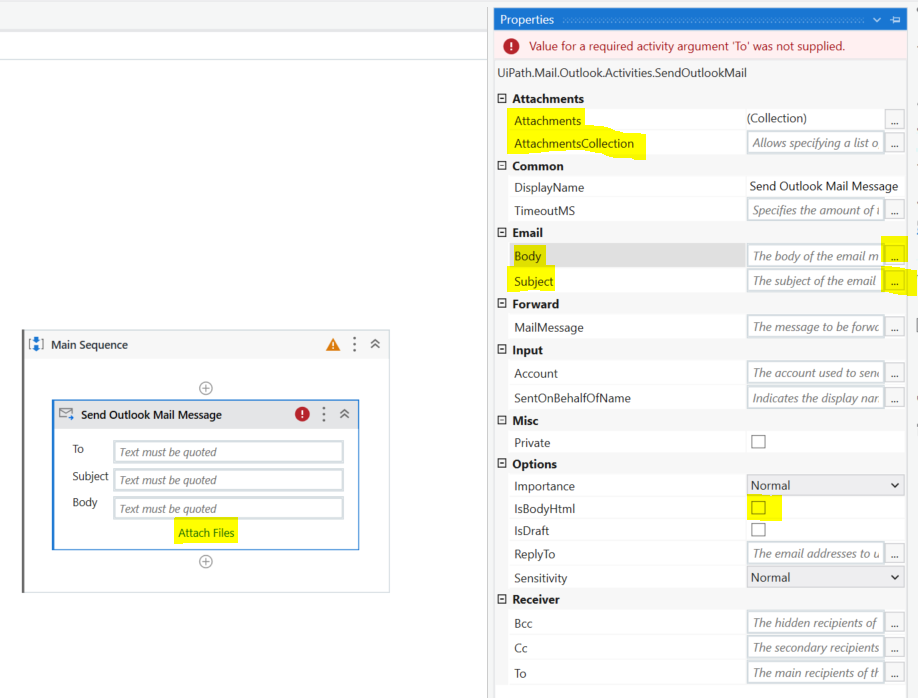 Properties
Value for a required activity argument 'To' was not supplied.
UiPath.Mail.Outlook.Activities.SendOutlookMail
Attachments
Attachments (Collection) ...
AttachmentsCollection Allows specifying a list o ...
Common
DisplayName Send Outlook Mail Message
TimeoutMS Specifies the amount of t ...
Email
Body The body of the email m ...
Subject The subject of the email ...
Forward
MailMessage The message to be forwa ...
Input
Account The account used to sen ...
SentOnBehalfOfName Indicates the display nar ...
Misc
Private
Options
Importance Normal
IsBodyHtml
IsDraft
ReplyTo The email addresses to u ...
Sensitivity Normal
Receiver
Bcc The hidden recipients of ...
Cc The secondary recipients ...
To The main recipients of th ...
Main Sequence
Send Outlook Mail Message
To Text must be quoted
Subject Text must be quoted
Body Text must be quoted
Attach Files